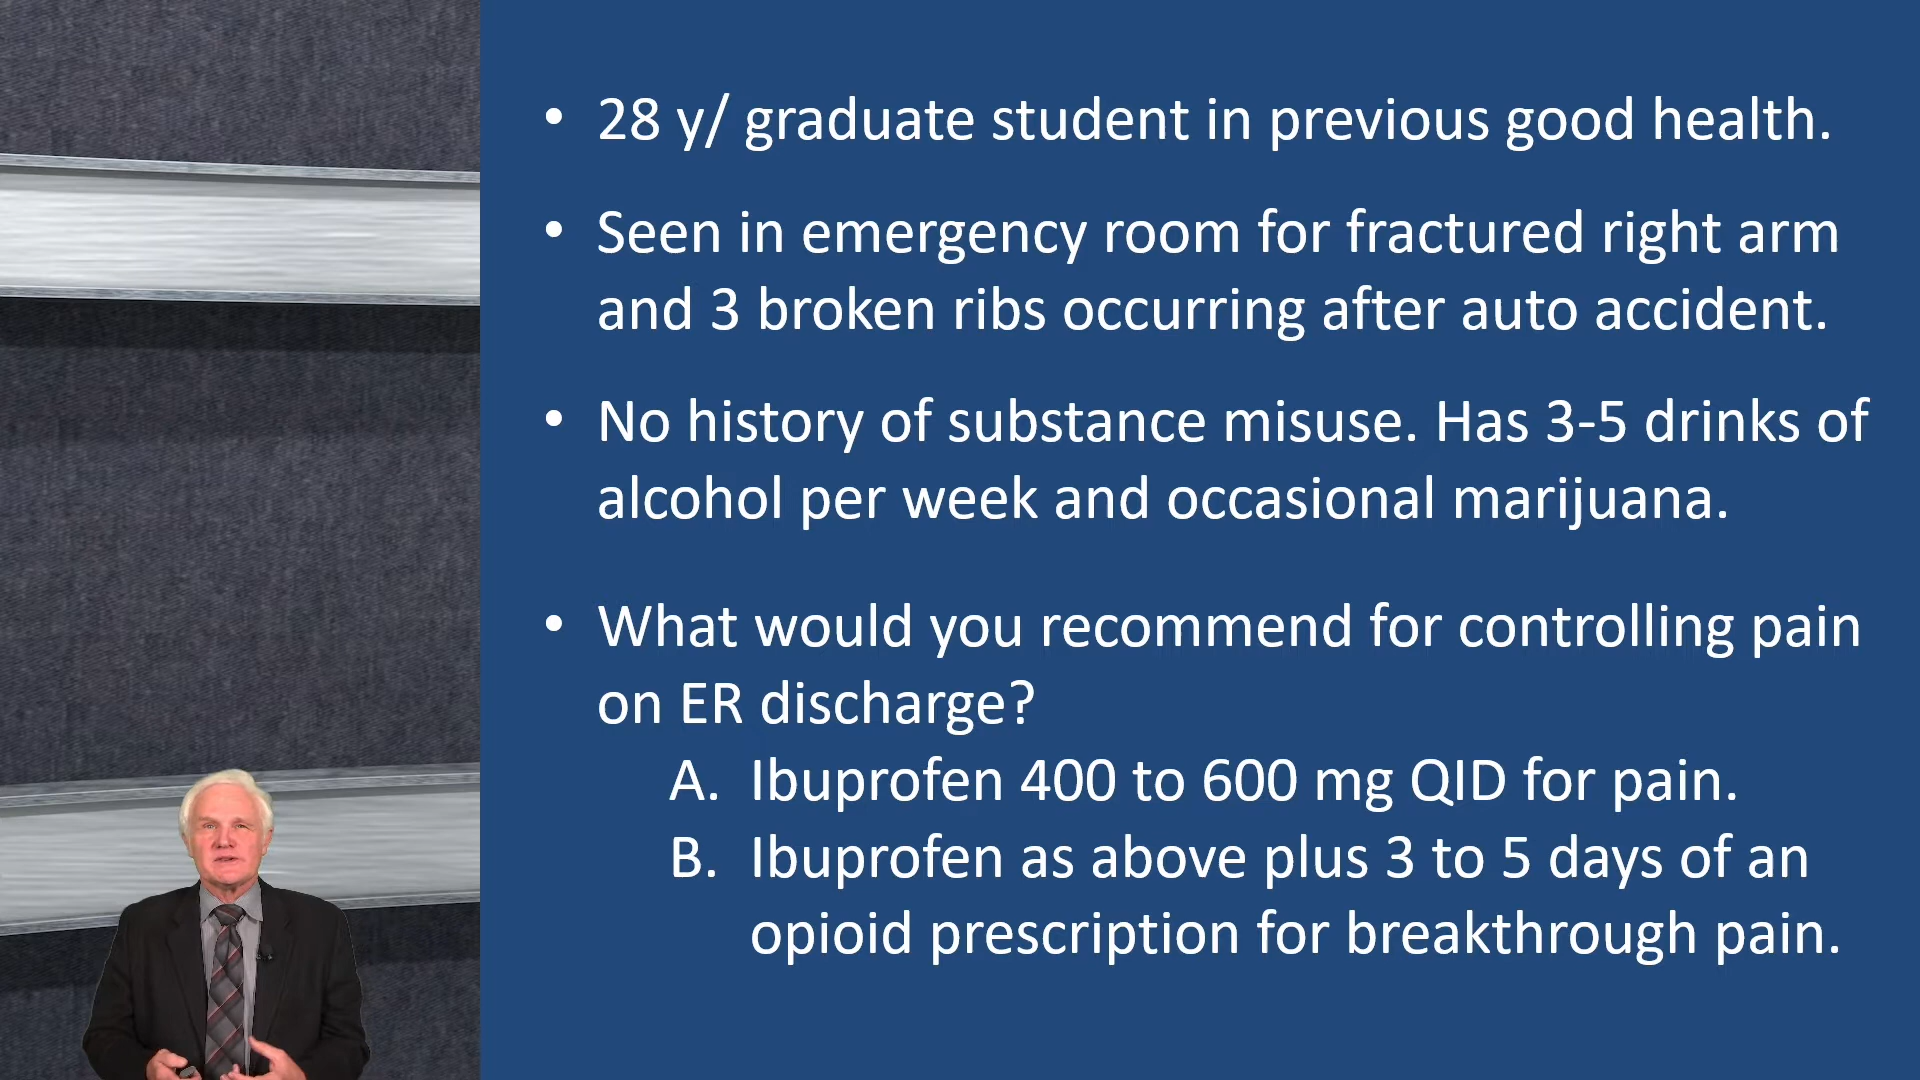 • 28 y/ graduate student in previous good health.
• Seen in emergency room for fractured right arm
and 3 broken ribs occurring after auto accident.
• No history of substance misuse. Has 3-5 drinks of
alcohol per week and occasional marijuana.
• What would you recommend for controlling pain
on ER discharge?
A. Ibuprofen 400 to 600 mg QID for pain.
B. Ibuprofen as above plus 3 to 5 days of an
opioid prescription for breakthrough pain.